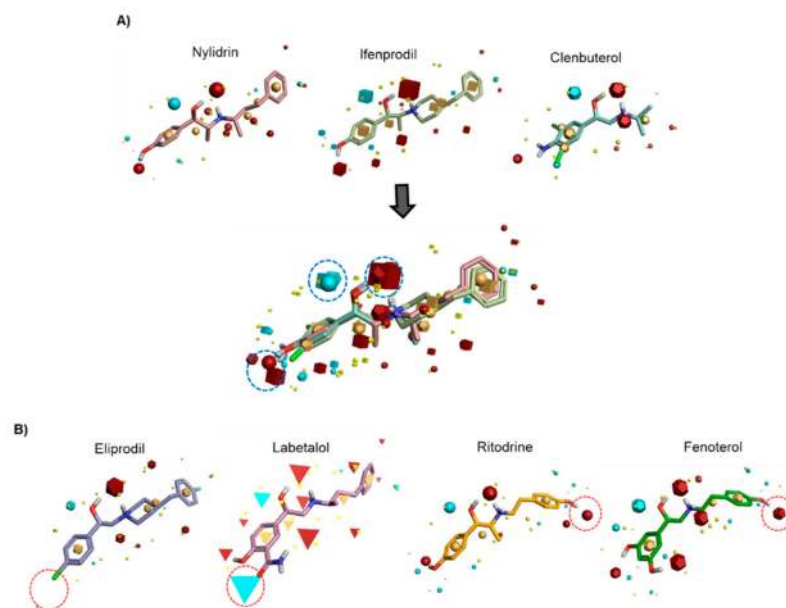 A)
Nylidrin
Ifenprodil
Clenbuterol
B)
Eliprodil
Labetalol
Ritodrine
Fenoterol